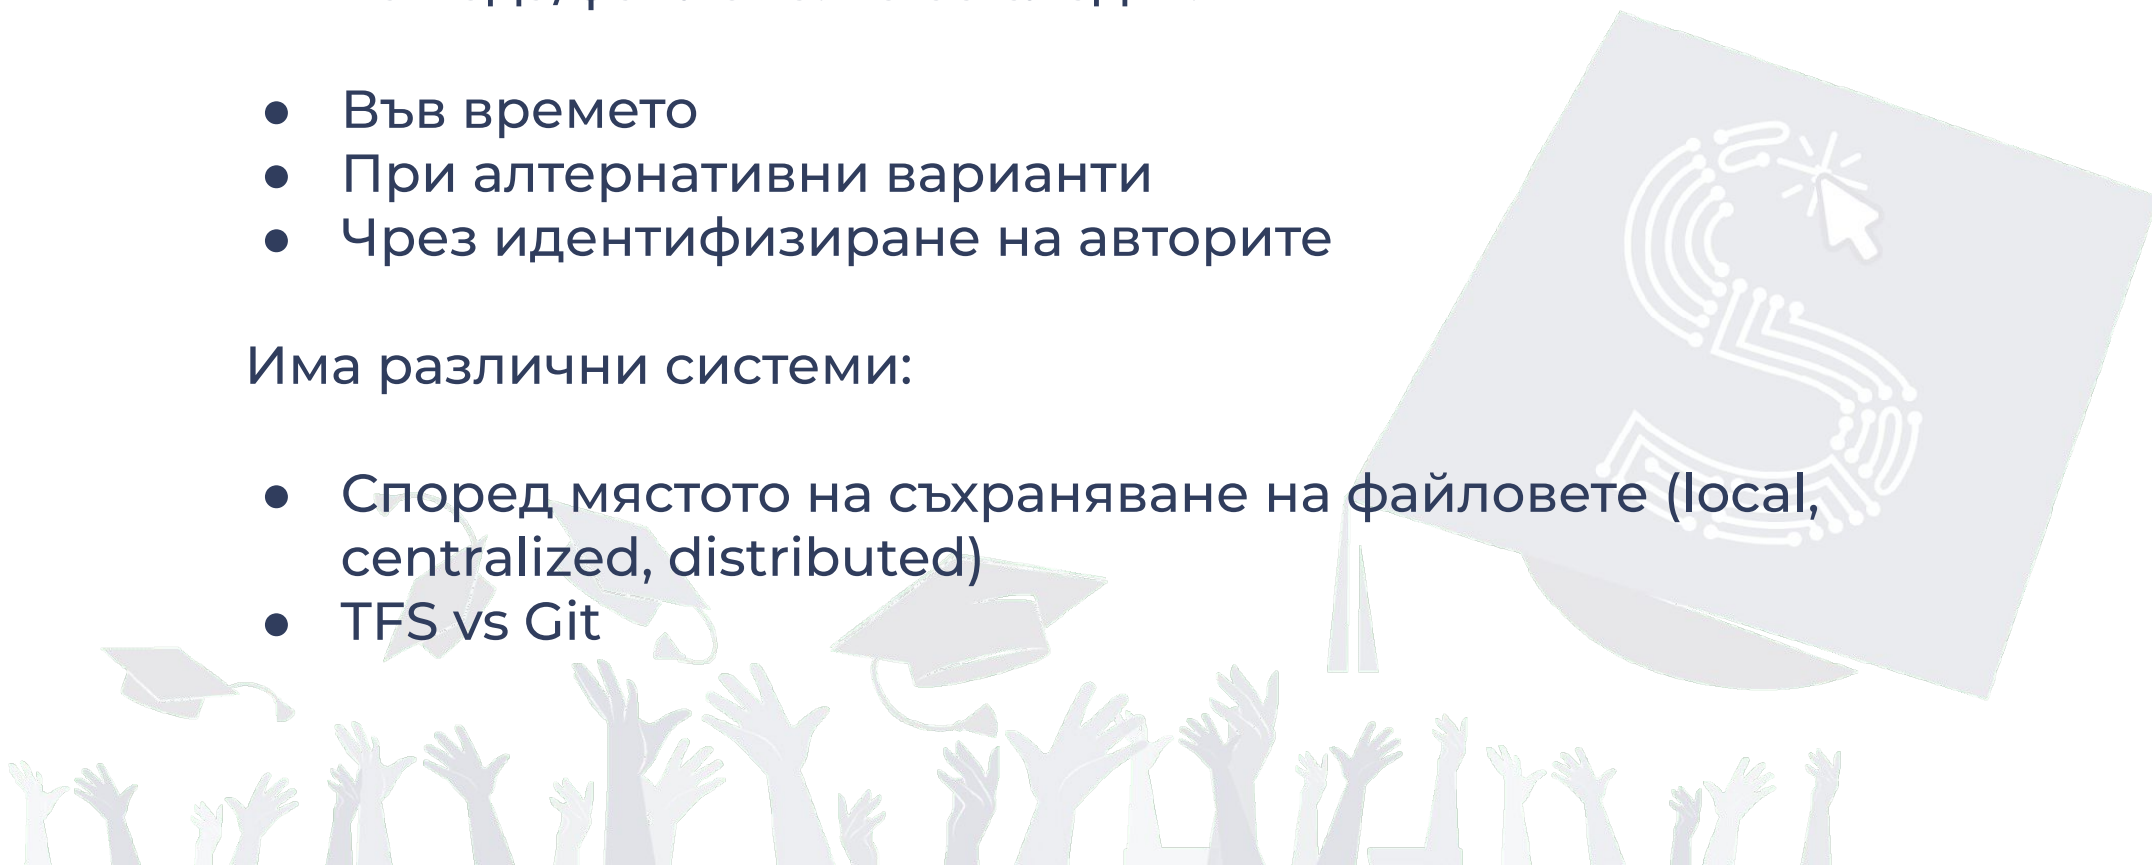 ● Във времето
● При алтернативни варианти
● Чрез идентифизиране на авторите
Има различни системи:
● Според мястото на съхраняване на файловете (local,
centralized, distributed)
● TFS vs Git